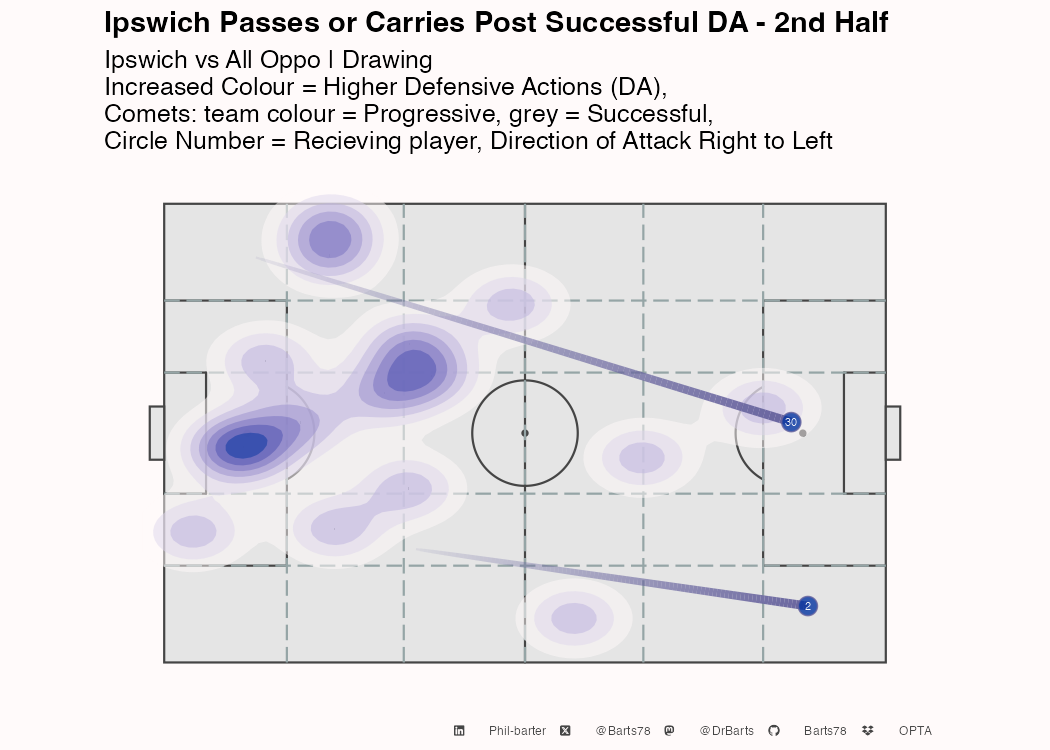 Ipswich Passes or Carries Post Successful DA - 2nd Half
Ipswich vs All Oppo | Drawing
Increased Colour = Higher Defensive Actions (DA),
Comets: team colour = Progressive, grey = Successful,
Circle Number = Recieving player, Direction of Attack Right to Left
30
2
Phil-barter @Barts78 @DrBarts Barts78 OPTA